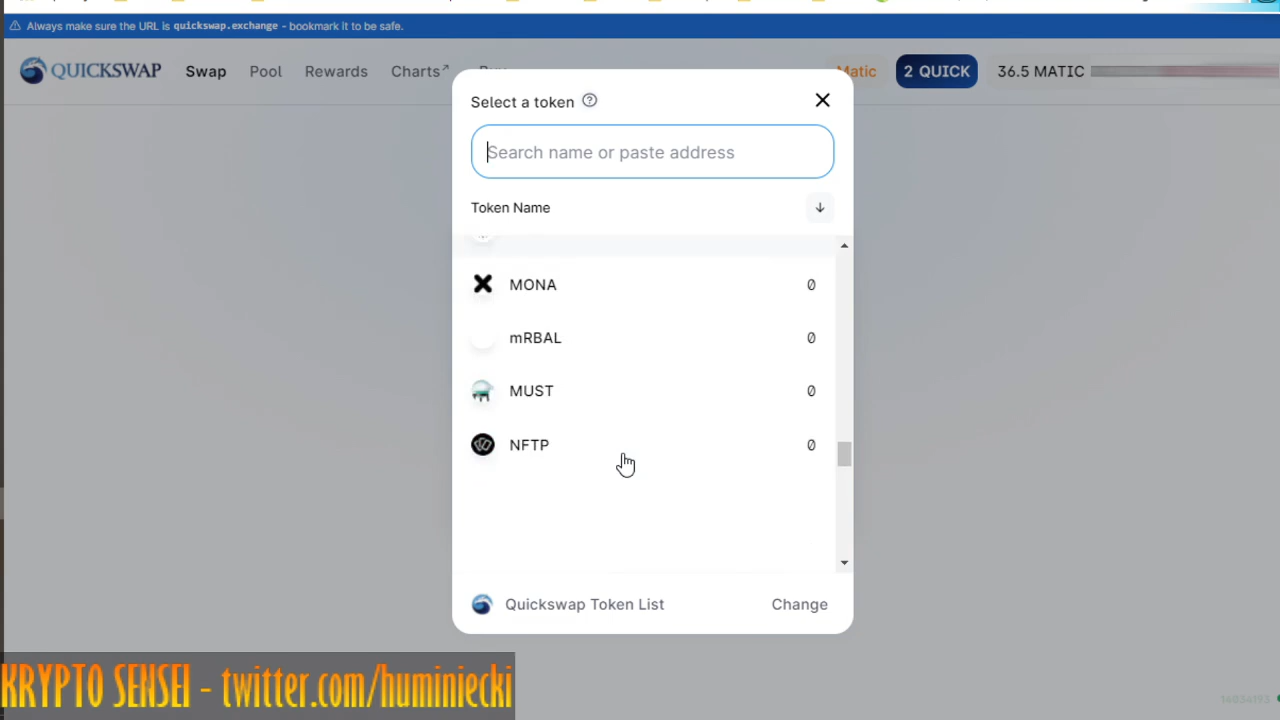 Always make sure the URL is quickswap.exchange - bookmark it to be safe.
QUICKSWAP Swap Pool Rewards Charts↗ Matic 2 QUICK 36.5 MATIC
Select a token ?
Search name or paste address
Token Name
MONA 0
mRBAL 0
MUST 0
NFTP 0
Quickswap Token List Change
KRYPTO SENSEI - twitter.com/huminiecki
14034193